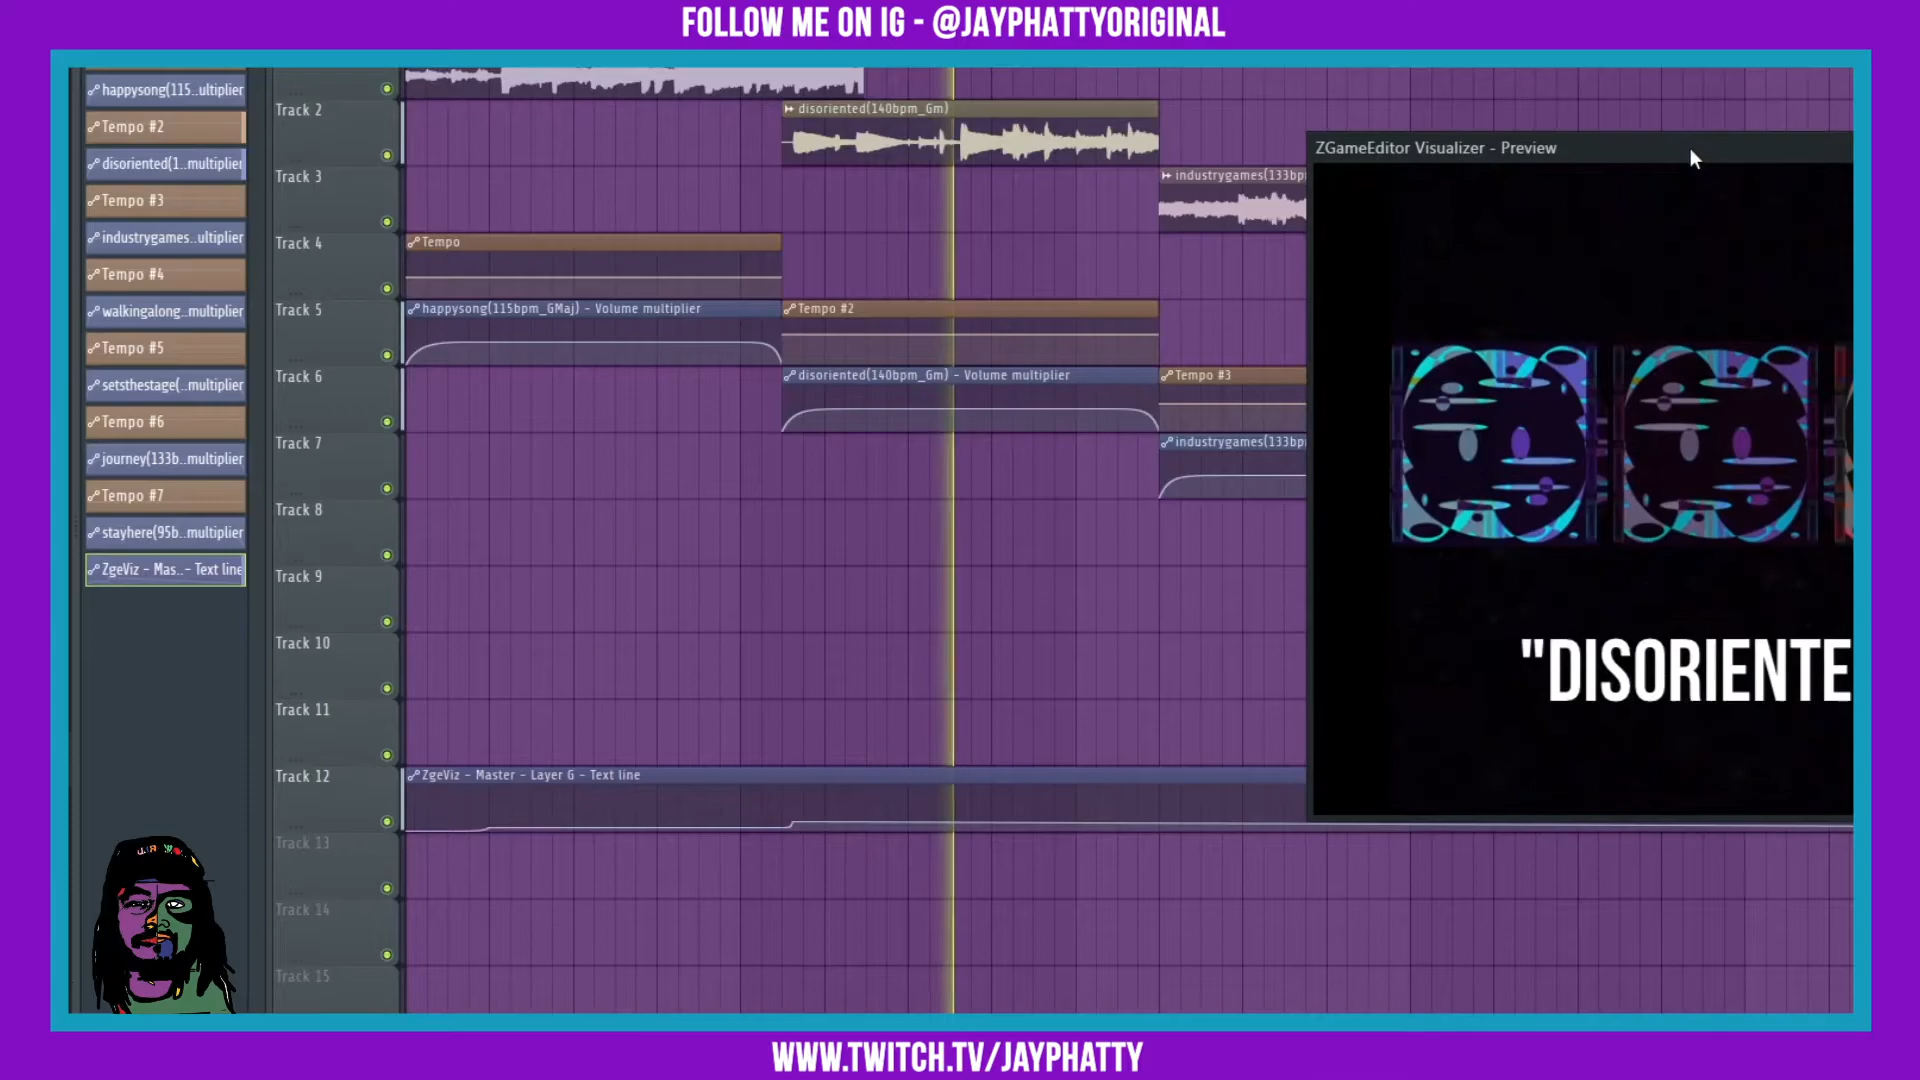 FOLLOW ME ON IG - @JAYPHATTYORIGINAL
happysong(115..ultiplier
Tempo #2
disoriented(1..multiplier
Tempo #3
industrygames..ultiplier
Tempo #4
walkingalong..multiplier
Tempo #5
setsthestage(..multiplier
Tempo #6
journey(133b..multiplier
Tempo #7
stayhere(95b..multiplier
ZgeViz - Mas..- Text line
Track 2
disoriented(140bpm_Gm)
Track 3
industrygames(133bp
Track 4
Tempo
Track 5
happysong(115bpm_GMaj) - Volume multiplier
Tempo #2
Track 6
disoriented(140bpm_Gm) - Volume multiplier
Tempo #3
Track 7
industrygames(133bp
Track 8
Track 9
Track 10
Track 11
Track 12
ZgeViz - Master - Layer G - Text line
Track 13
Track 14
Track 15
ZGameEditor Visualizer - Preview
"DISORIENTE
WWW.TWITCH.TV/JAYPHATTY